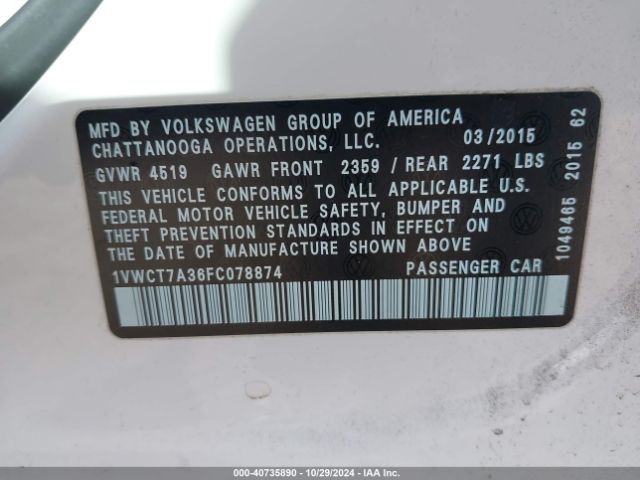 MFD BY VOLKSWAGEN GROUP OF AMERICA
CHATTANOOGA OPERATIONS, LLC. 03/2015
GVWR 4519 GAWR FRONT 2359 / REAR 2271 LBS
THIS VEHICLE CONFORMS TO ALL APPLICABLE U.S.
FEDERAL MOTOR VEHICLE SAFETY, BUMPER AND
THEFT PREVENTION STANDARDS IN EFFECT ON
THE DATE OF MANUFACTURE SHOWN ABOVE
1VWCT7A36FC078874 PASSENGER CAR
1049465 2015 62
000-40735890 - 10/29/2024 - IAAI.COM